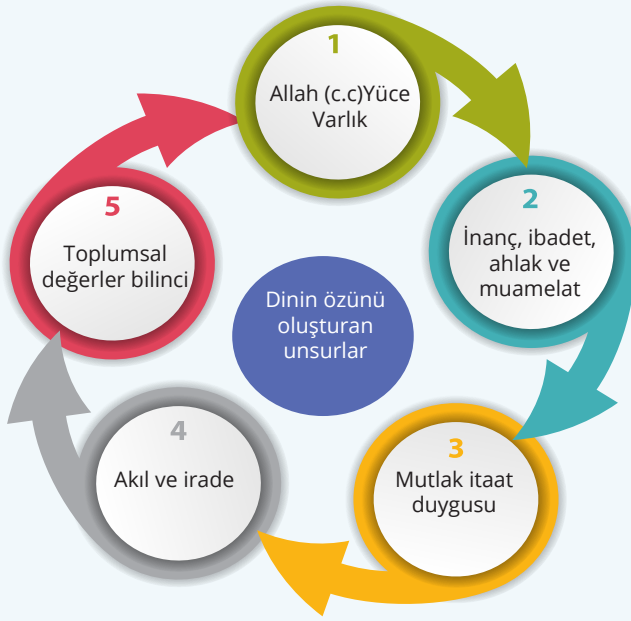 1
Allah (c.c)Yüce
Varlık
2
İnanç, ibadet,
ahlak ve
muamelat
3
Mutlak itaat
duygusu
4
Akıl ve irade
5
Toplumsal
değerler bilinci
Dinin özünü
oluşturan
unsurlar